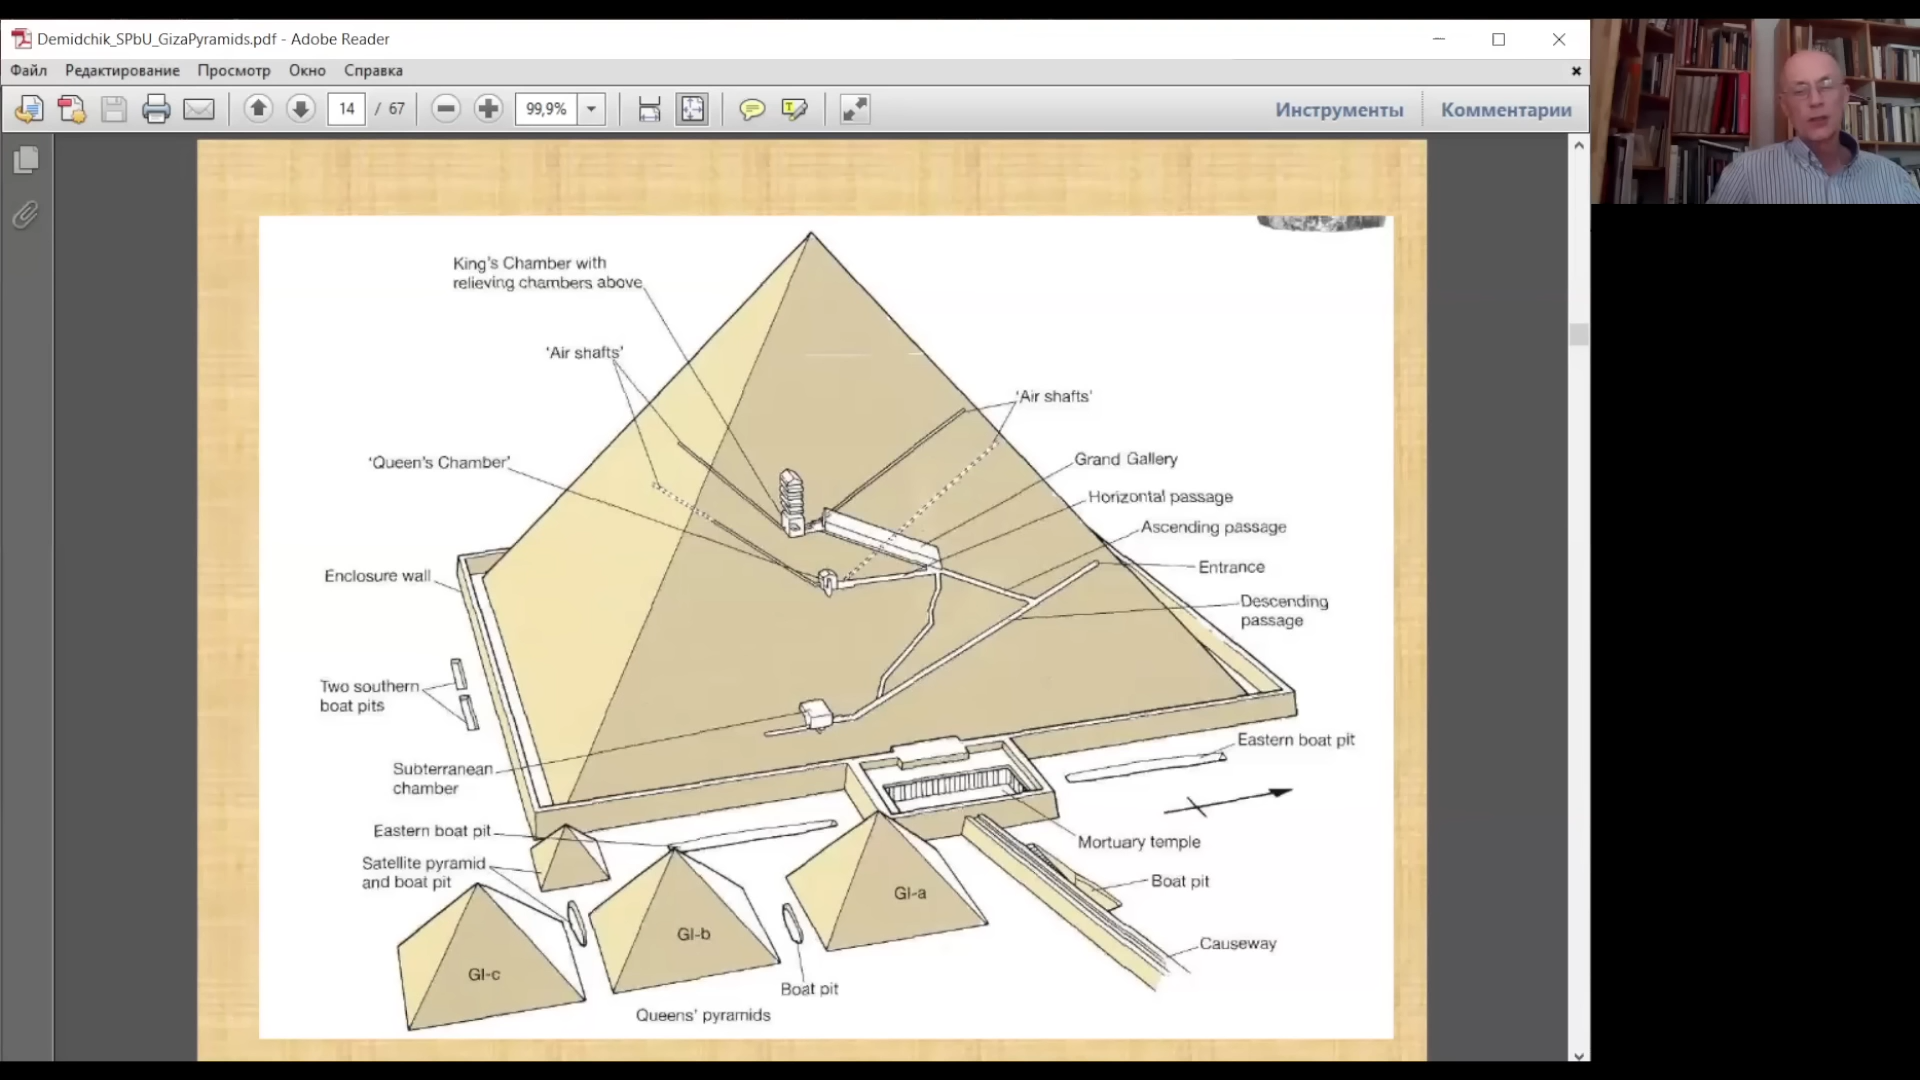 Demidchik_SPbU_GizaPyramids.pdf - Adobe Reader
Файл Редактирование Просмотр Окно Справка
14 / 67 99,9% Инструменты Комментарии
King's Chamber with
relieving chambers above
'Air shafts'
'Air shafts'
'Queen's Chamber'
Grand Gallery
Horizontal passage
Ascending passage
Entrance
Enclosure wall
Descending
passage
Two southern
boat pits
Eastern boat pit
Subterranean
chamber
Eastern boat pit
Mortuary temple
Satellite pyramid
and boat pit
Boat pit
GI-a
GI-b
Causeway
GI-c
Boat pit
Queens' pyramids